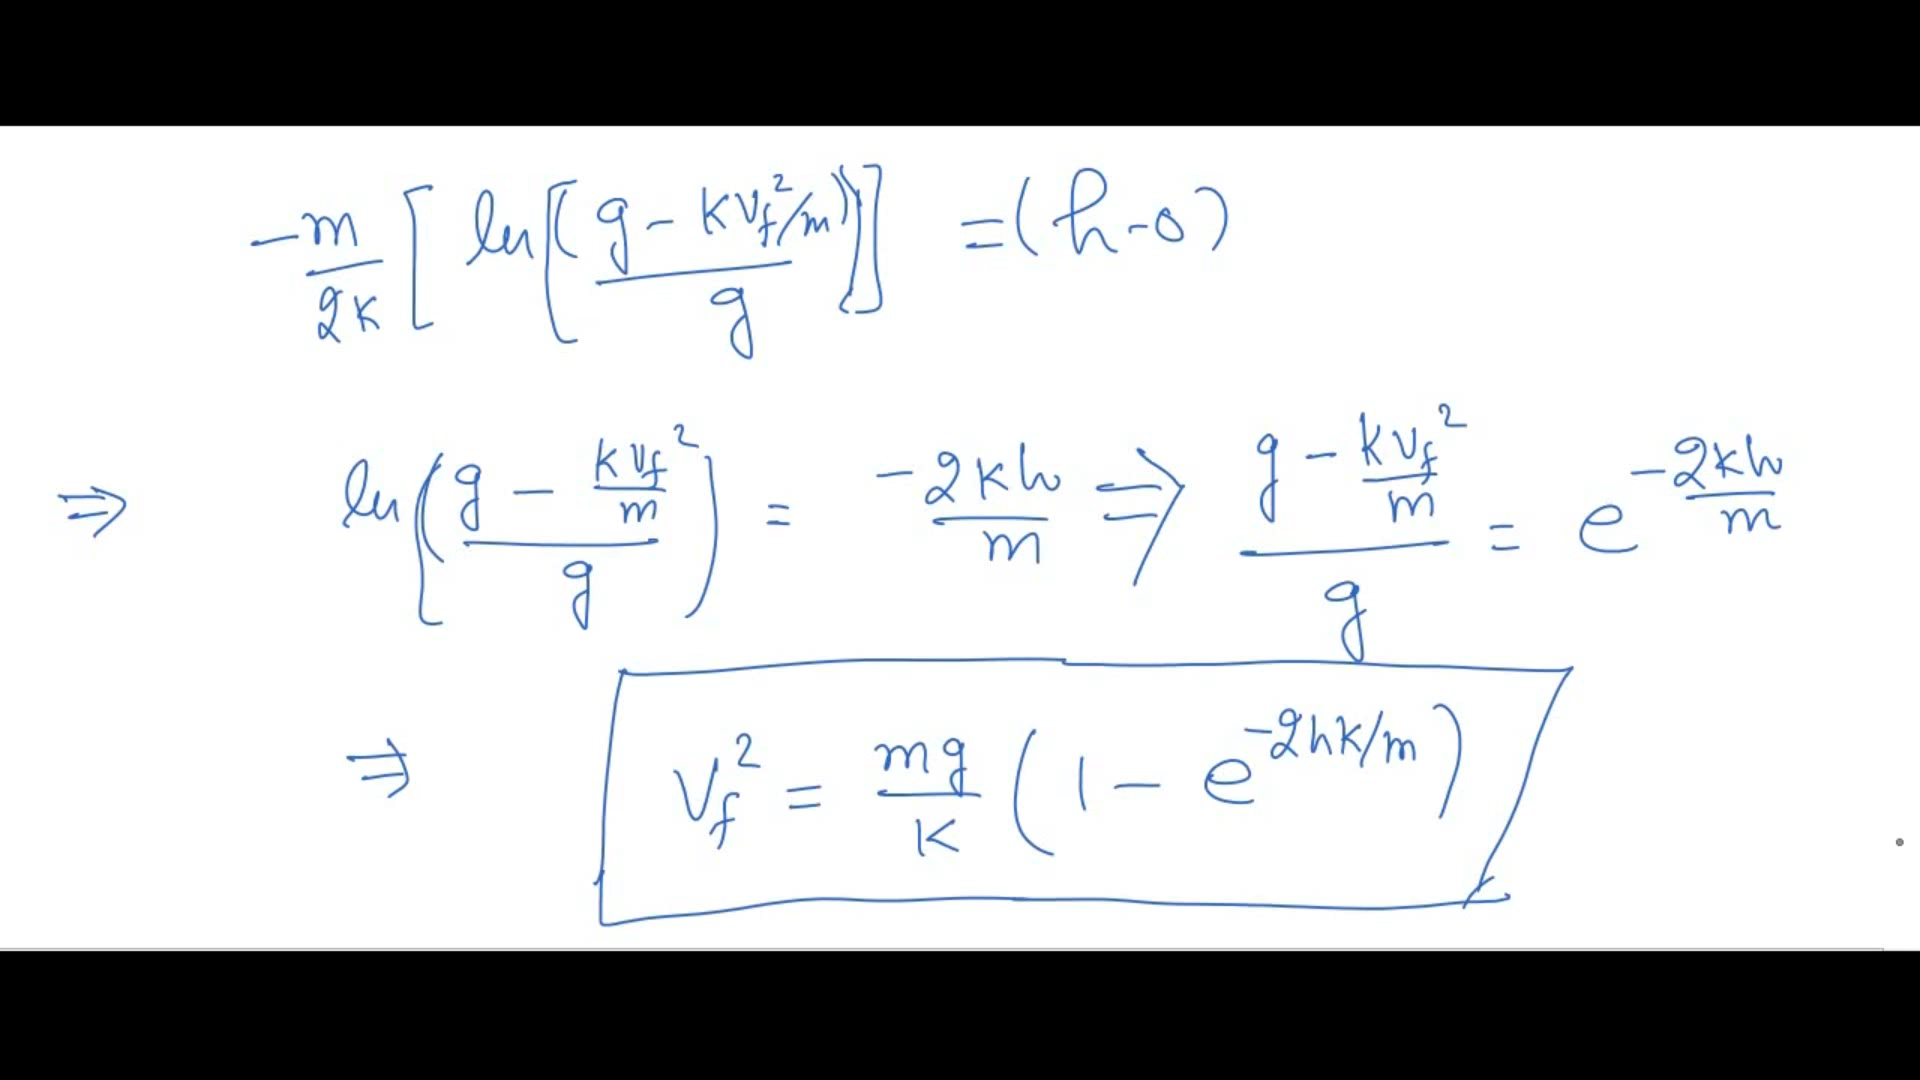 -m/2k [ ln[( (g - kv_f²/m)/g )] ] = (h-0)
⇒ ln( (g - kv_f²/m)/g ) = -2kh/m ⇒ (g - kv_f²/m)/g = e^(-2kh/m)
⇒ V_f² = mg/k (1 - e^(-2hk/m))